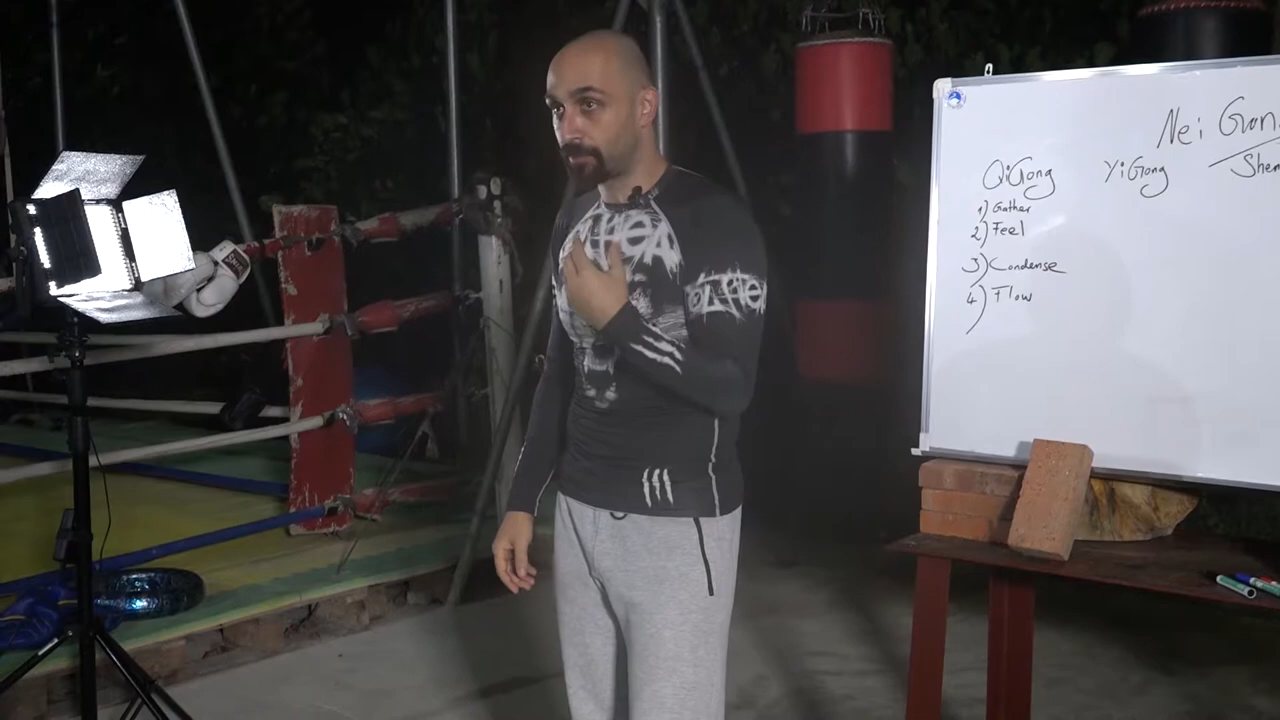 Nei Gon
QiGong YiGong Shen
1) Gather
2) Feel
3) Condense
4) Flow